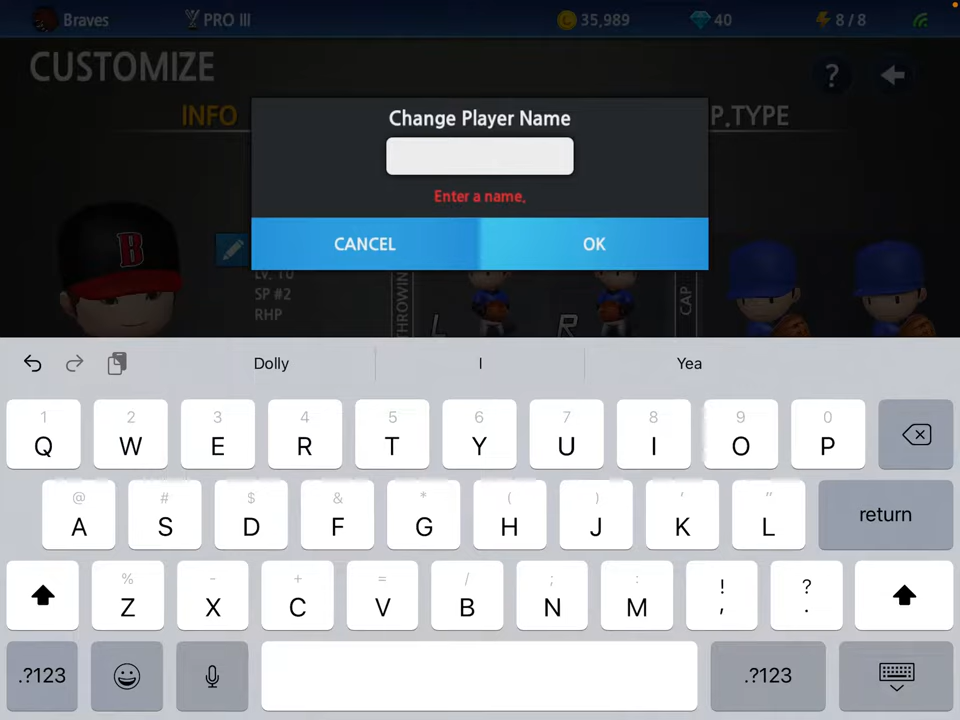 Braves PRO III 35,989 40 8 / 8
CUSTOMIZE ?
INFO P.TYPE
Change Player Name
Enter a name.
CANCEL OK
B
Lv. 10
SP #2
RHP
THROWING L R CAP
Dolly I Yea
1 2 3 4 5 6 7 8 9 0
Q W E R T Y U I O P
@ # $ & * ( ) ' "
A S D F G H J K L return
% - + = / ; : ! ?
Z X C V B N M , .
.?123 .?123